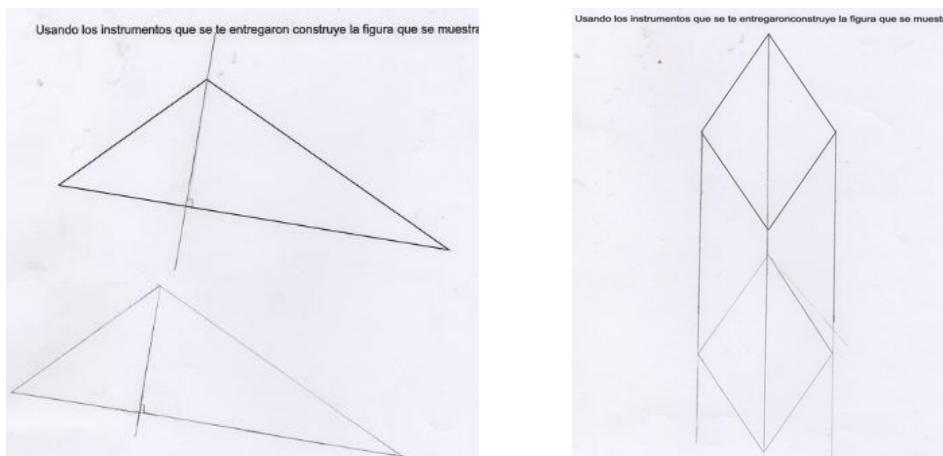 Usando los instrumentos que se te entregaron construye la figura que se muestra
Usando los instrumentos que se te entregaronconstruye la figura que se muestra